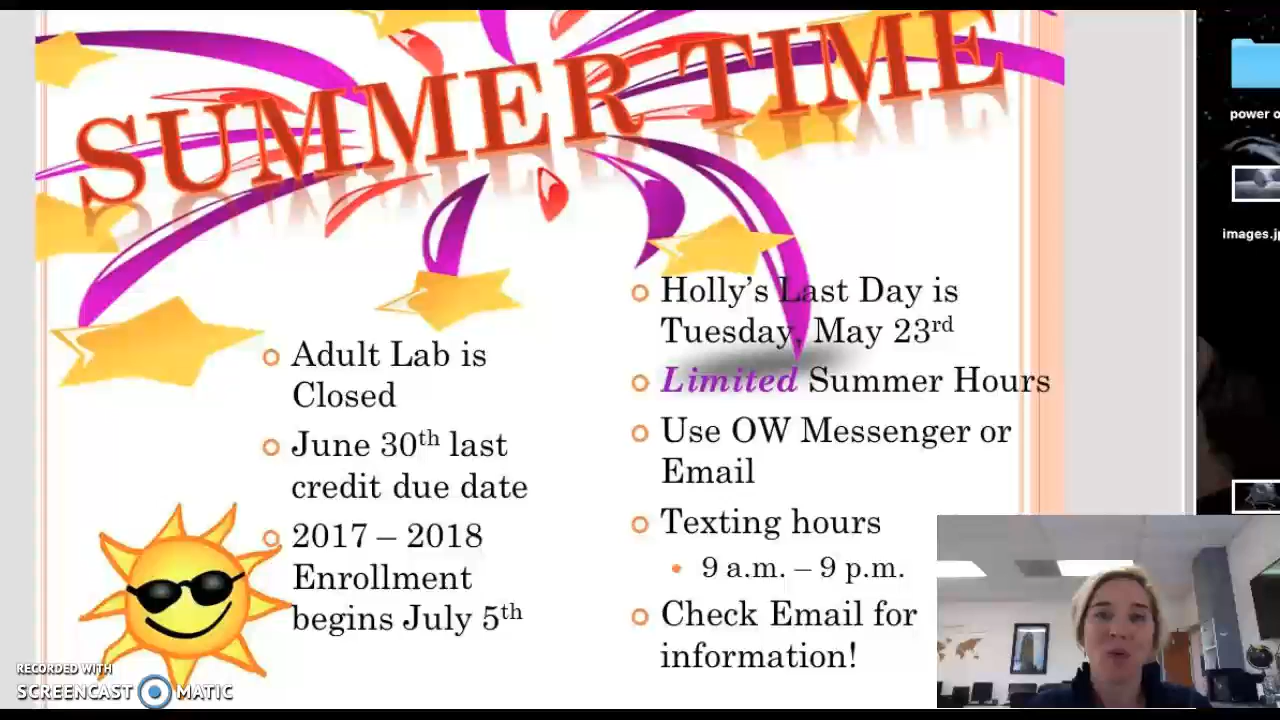 SUMMER TIME
Adult Lab is
Closed
June 30th last
credit due date
2017 – 2018
Enrollment
begins July 5th
Holly's Last Day is
Tuesday, May 23rd
Limited Summer Hours
Use OW Messenger or
Email
Texting hours
9 a.m. – 9 p.m.
Check Email for
information!
power o
images.j
RECORDED WITH
SCREENCAST MATIC